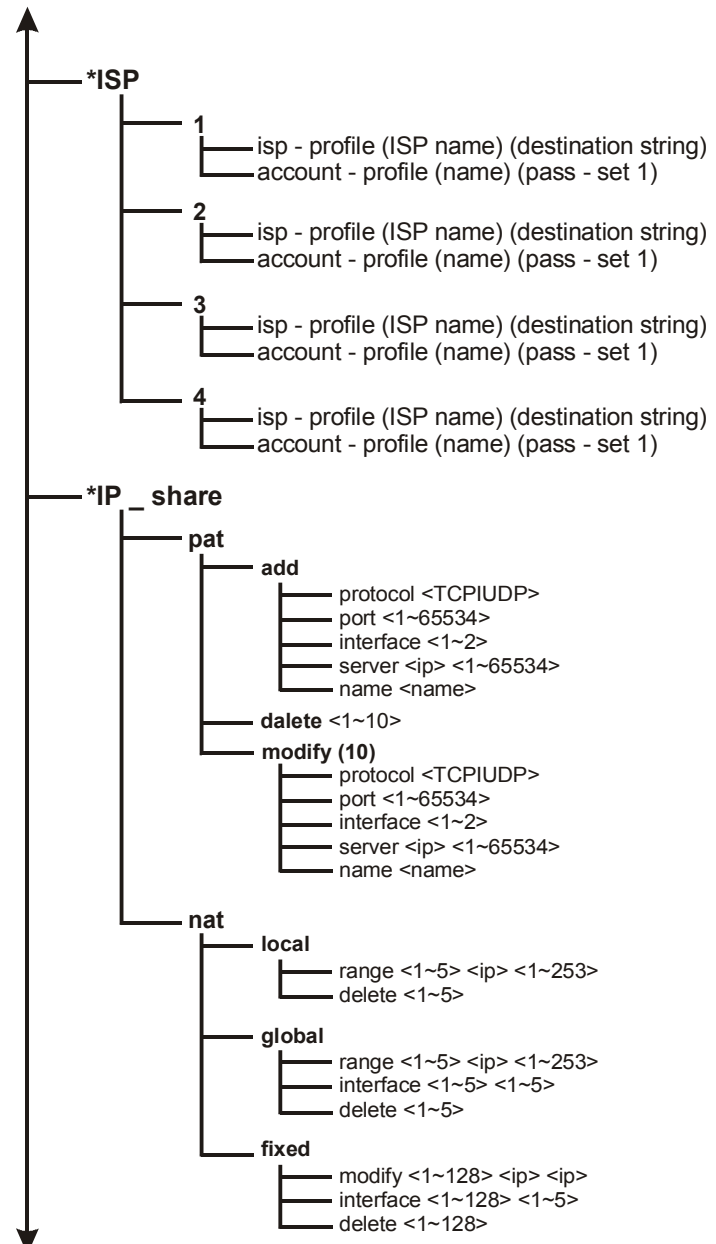 *ISP
1
isp - profile (ISP name) (destination string)
account - profile (name) (pass - set 1)
2
isp - profile (ISP name) (destination string)
account - profile (name) (pass - set 1)
3
isp - profile (ISP name) (destination string)
account - profile (name) (pass - set 1)
4
isp - profile (ISP name) (destination string)
account - profile (name) (pass - set 1)
*IP _ share
pat
add
protocol <TCPIUDP>
port <1~65534>
interface <1~2>
server <ip> <1~65534>
name <name>
dalete <1~10>
modify (10)
protocol <TCPIUDP>
port <1~65534>
interface <1~2>
server <ip> <1~65534>
name <name>
nat
local
range <1~5> <ip> <1~253>
delete <1~5>
global
range <1~5> <ip> <1~253>
interface <1~5> <1~5>
delete <1~5>
fixed
modify <1~128> <ip> <ip>
interface <1~128> <1~5>
delete <1~128>